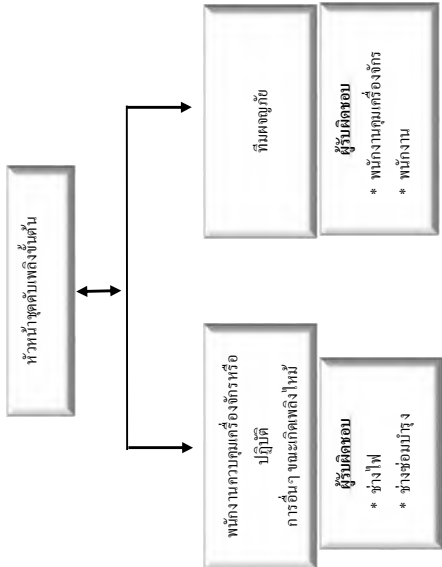 หัวหน้าชุดดับเพลิงขั้นต้น
พนักงานควบคุมเครื่องจักรหรือ
ปฏิบัติ
การอื่นๆ ขณะเกิดเพลิงไหม้
ผู้รับผิดชอบ
* ช่างไฟ
* ช่างซ่อมบำรุง
ทีมผจญภัย
ผู้รับผิดชอบ
* พนักงานคุมเครื่องจักร
* พนักงาน